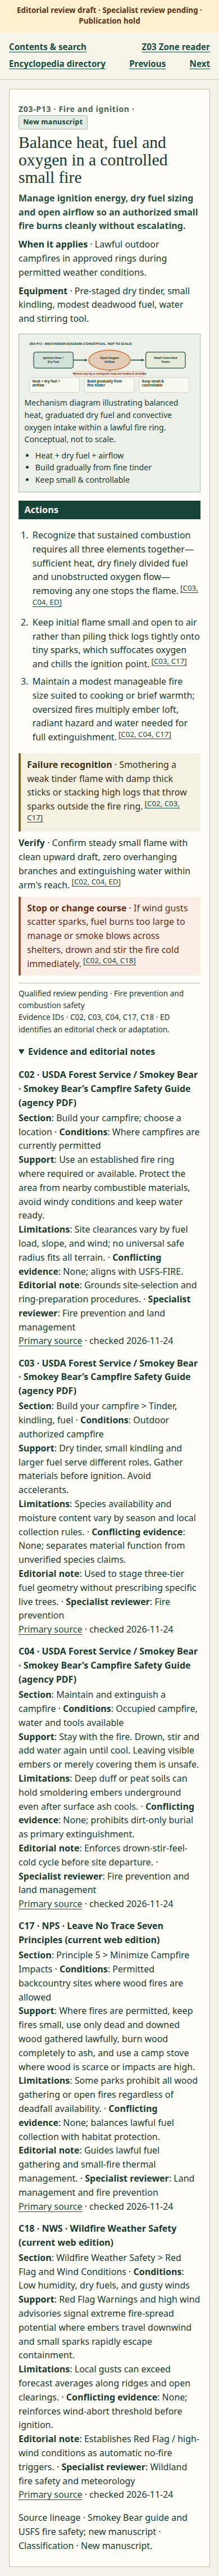 Editorial review draft · Specialist review pending ·
Publication hold
Contents & search
Z03 Zone reader
Encyclopedia directory
Previous
Next
Z03-P13 · Fire and ignition ·
New manuscript
Balance heat, fuel and
oxygen in a controlled
small fire
Manage ignition energy, dry fuel sizing
and open airflow so an authorized small
fire burns cleanly without escalating.
When it applies · Lawful outdoor
campfires in approved rings during
permitted weather conditions.
Equipment · Pre-staged dry tinder, small
kindling, modest deadwood fuel, water
and stirring tool.
Z03-P13 · MECHANISM DIAGRAM (CONCEPTUAL, NOT TO SCALE)
Ignition Heat +
Dry Fuel
Open Oxygen
Airflow
Small Controlled
Flame
Heat + dry fuel +
airflow
Build gradually from
fine tinder
Keep small &
controllable
Mechanism diagram illustrating balanced
heat, graduated dry fuel and convective
oxygen intake within a lawful fire ring.
Conceptual, not to scale.
• Heat + dry fuel + airflow
• Build gradually from fine tinder
• Keep small & controllable
Actions
1. Recognize that sustained combustion
requires all three elements together—
sufficient heat, dry finely divided fuel
and unobstructed oxygen flow—
removing any one stops the flame. [C03,
C04, ED]
2. Keep initial flame small and open to air
rather than piling thick logs tightly onto
tiny sparks, which suffocates oxygen
and chills the ignition point. [C03, C17]
3. Maintain a modest manageable fire
size suited to cooking or brief warmth;
oversized fires multiply ember loft,
radiant hazard and water needed for
full extinguishment. [C02, C04, C17]
Failure recognition · Smothering a
weak tinder flame with damp thick
sticks or stacking high logs that throw
sparks outside the fire ring. [C02, C03,
C17]
Verify · Confirm steady small flame with
clean upward draft, zero overhanging
branches and extinguishing water within
arm's reach. [C02, C04, ED]
Stop or change course · If wind gusts
scatter sparks, fuel burns too large to
manage or smoke blows across
shelters, drown and stir the fire cold
immediately. [C02, C04, C18]
Qualified review pending · Fire prevention and
combustion safety
Evidence IDs · C02, C03, C04, C17, C18 · ED
identifies an editorial check or adaptation.
▼ Evidence and editorial notes
C02 · USDA Forest Service / Smokey Bear
· Smokey Bear's Campfire Safety Guide
(agency PDF)
Section: Build your campfire; choose a
location · Conditions: Where campfires are
currently permitted
Support: Use an established fire ring
where required or available. Protect the
area from nearby combustible materials,
avoid windy conditions and keep water
ready.
Limitations: Site clearances vary by fuel
load, slope, and wind; no universal safe
radius fits all terrain. · Conflicting
evidence: None; aligns with USFS-FIRE.
Editorial note: Grounds site-selection and
ring-preparation procedures. · Specialist
reviewer: Fire prevention and land
management
Primary source · checked 2026-11-24
C03 · USDA Forest Service / Smokey Bear
· Smokey Bear's Campfire Safety Guide
(agency PDF)
Section: Build your campfire > Tinder,
kindling, fuel · Conditions: Outdoor
authorized campfire
Support: Dry tinder, small kindling and
larger fuel serve different roles. Gather
materials before ignition. Avoid
accelerants.
Limitations: Species availability and
moisture content vary by season and local
collection rules. · Conflicting evidence:
None; separates material function from
unverified species claims.
Editorial note: Used to stage three-tier
fuel geometry without prescribing specific
live trees. · Specialist reviewer: Fire
prevention
Primary source · checked 2026-11-24
C04 · USDA Forest Service / Smokey Bear
· Smokey Bear's Campfire Safety Guide
(agency PDF)
Section: Maintain and extinguish a
campfire · Conditions: Occupied campfire,
water and tools available
Support: Stay with the fire. Drown, stir and
add water again until cool. Leaving visible
embers or merely covering them is unsafe.
Limitations: Deep duff or peat soils can
hold smoldering embers underground
even after surface ash cools. · Conflicting
evidence: None; prohibits dirt-only burial
as primary extinguishment.
Editorial note: Enforces drown-stir-feel-
cold cycle before site departure. ·
Specialist reviewer: Fire prevention and
land management
Primary source · checked 2026-11-24
C17 · NPS · Leave No Trace Seven
Principles (current web edition)
Section: Principle 5 > Minimize Campfire
Impacts · Conditions: Permitted
backcountry sites where wood fires are
allowed
Support: Where fires are permitted, keep
fires small, use only dead and downed
wood gathered lawfully, burn wood
completely to ash, and use a camp stove
where wood is scarce or impacts are high.
Limitations: Some parks prohibit all wood
gathering or open fires regardless of
deadfall availability. · Conflicting
evidence: None; balances lawful fuel
collection with habitat protection.
Editorial note: Guides lawful fuel
gathering and small-fire thermal
management. · Specialist reviewer: Land
management and fire prevention
Primary source · checked 2026-11-24
C18 · NWS · Wildfire Weather Safety
(current web edition)
Section: Wildfire Weather Safety > Red
Flag and Wind Conditions · Conditions:
Low humidity, dry fuels, and gusty winds
Support: Red Flag Warnings and high wind
advisories signal extreme fire-spread
potential where embers travel downwind
and small sparks rapidly escape
containment.
Limitations: Local gusts can exceed
forecast averages along ridges and open
clearings. · Conflicting evidence: None;
reinforces wind-abort threshold before
ignition.
Editorial note: Establishes Red Flag / high-
wind conditions as automatic no-fire
triggers. · Specialist reviewer: Wildland
fire safety and meteorology
Primary source · checked 2026-11-24
Source lineage · Smokey Bear guide and
USFS fire safety; new manuscript ·
Classification · New manuscript.